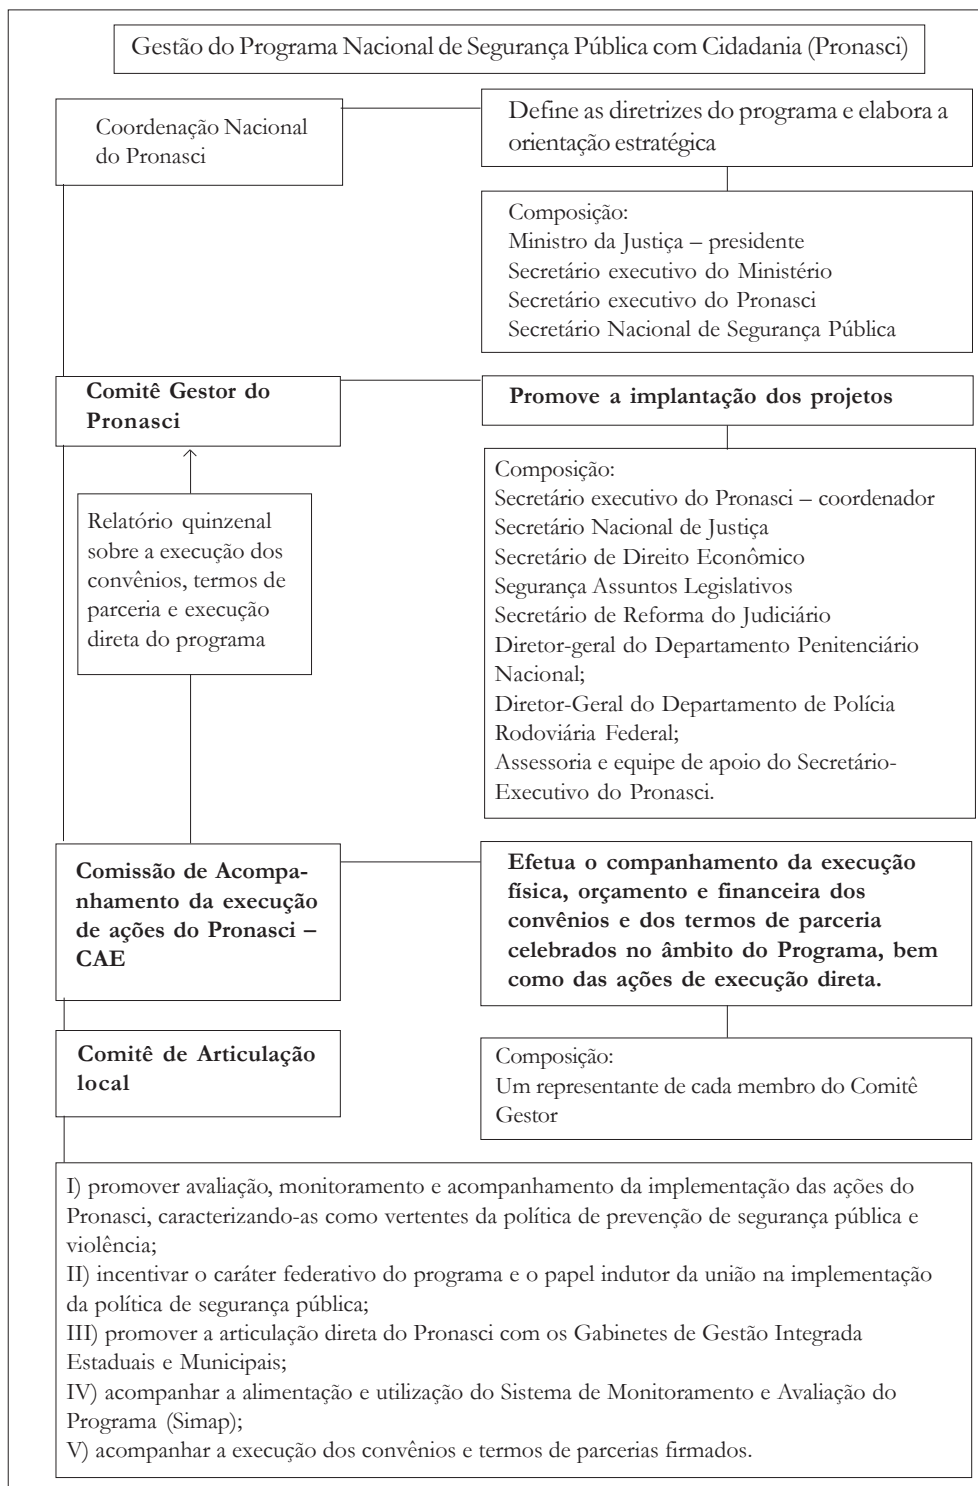 Gestão do Programa Nacional de Segurança Pública com Cidadania (Pronasci)
Coordenação Nacional
do Pronasci
Define as diretrizes do programa e elabora a
orientação estratégica
Composição:
Ministro da Justiça – presidente
Secretário executivo do Ministério
Secretário executivo do Pronasci
Secretário Nacional de Segurança Pública
Comitê Gestor do
Pronasci
Promove a implantação dos projetos
Composição:
Secretário executivo do Pronasci – coordenador
Secretário Nacional de Justiça
Secretário de Direito Econômico
Segurança Assuntos Legislativos
Secretário de Reforma do Judiciário
Diretor-geral do Departamento Penitenciário
Nacional;
Diretor-Geral do Departamento de Polícia
Rodoviária Federal;
Assessoria e equipe de apoio do Secretário-
Executivo do Pronasci.
Relatório quinzenal
sobre a execução dos
convênios, termos de
parceria e execução
direta do programa
Comissão de Acompa-
nhamento da execução
de ações do Pronasci –
CAE
Efetua o companhamento da execução
física, orçamento e financeira dos
convênios e dos termos de parceria
celebrados no âmbito do Programa, bem
como das ações de execução direta.
Composição:
Um representante de cada membro do Comitê
Gestor
Comitê de Articulação
local
I) promover avaliação, monitoramento e acompanhamento da implementação das ações do
Pronasci, caracterizando-as como vertentes da política de prevenção de segurança pública e
violência;
II) incentivar o caráter federativo do programa e o papel indutor da união na implementação
da política de segurança pública;
III) promover a articulação direta do Pronasci com os Gabinetes de Gestão Integrada
Estaduais e Municipais;
IV) acompanhar a alimentação e utilização do Sistema de Monitoramento e Avaliação do
Programa (Simap);
V) acompanhar a execução dos convênios e termos de parcerias firmados.